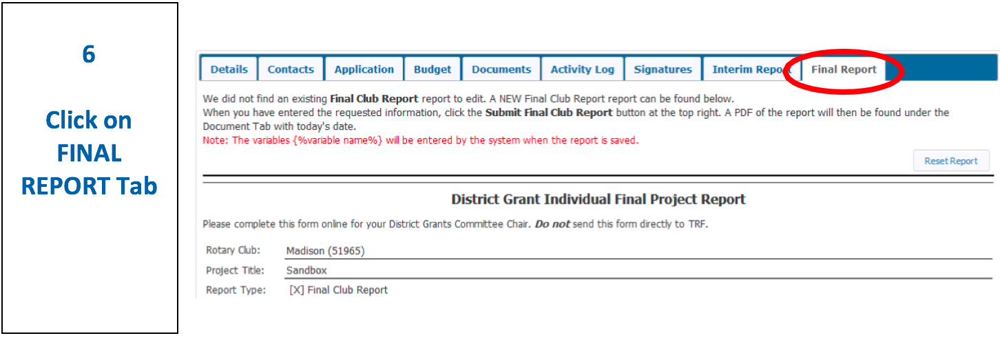 6
Click on
FINAL
REPORT Tab
Details Contacts Application Budget Documents Activity Log Signatures Interim Report Final Report
We did not find an existing Final Club Report report to edit. A NEW Final Club Report report can be found below.
When you have entered the requested information, click the Submit Final Club Report button at the top right. A PDF of the report will then be found under the
Document Tab with today's date.
Note: The variables {%variable name%} will be entered by the system when the report is saved.
Reset Report
District Grant Individual Final Project Report
Please complete this form online for your District Grants Committee Chair. Do not send this form directly to TRF.
Rotary Club: Madison (51965)
Project Title: Sandbox
Report Type: [X] Final Club Report